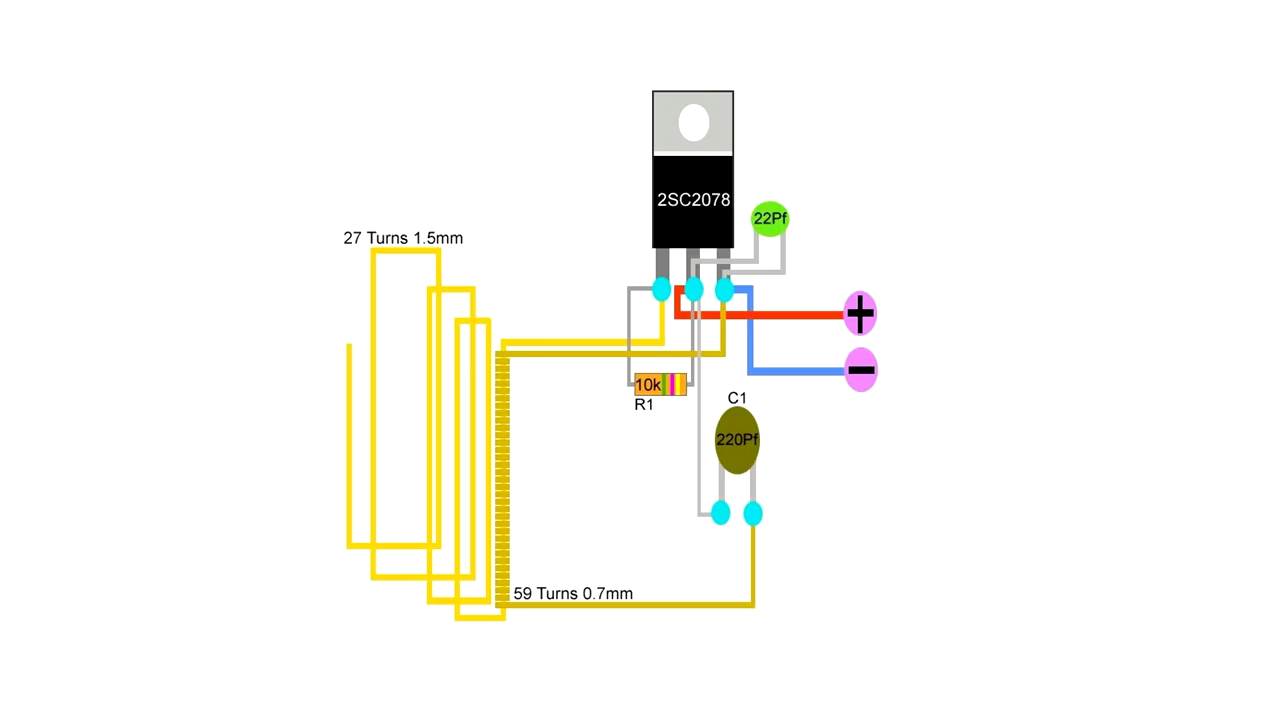 2SC2078
22Pf
27 Turns 1.5mm
+
-
10k
R1
C1
220Pf
59 Turns 0.7mm